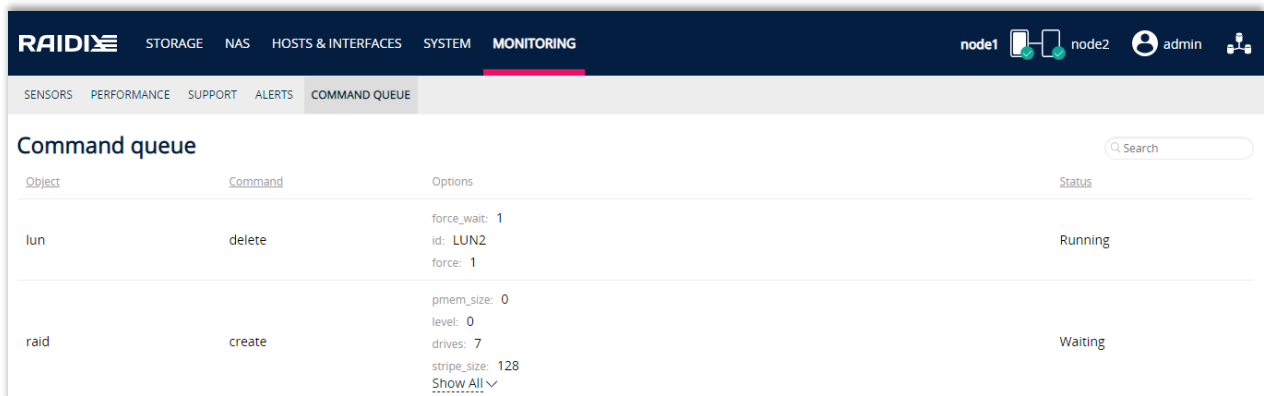 RAIDIX STORAGE NAS HOSTS & INTERFACES SYSTEM MONITORING node1 node2 admin
SENSORS PERFORMANCE SUPPORT ALERTS COMMAND QUEUE
Command queue
Search
Object Command Options Status
force_wait: 1
lun delete id: LUN2 Running
force: 1
pmem_size: 0
level: 0
raid create drives: 7 Waiting
stripe_size: 128
Show All